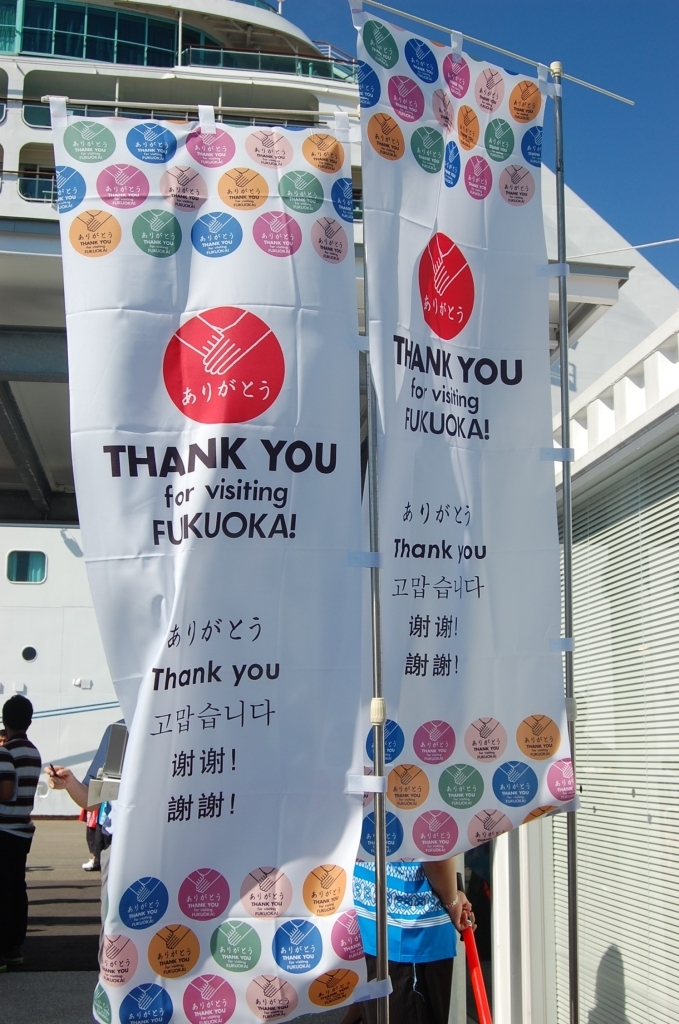 ありがとう
THANK YOU
for visiting
FUKUOKA!
ありがとう
Thank you
고맙습니다
谢谢!
謝謝!
ありがとう
THANK YOU
for visiting
FUKUOKA!
ありがとう
Thank you
고맙습니다
谢谢!
謝謝!